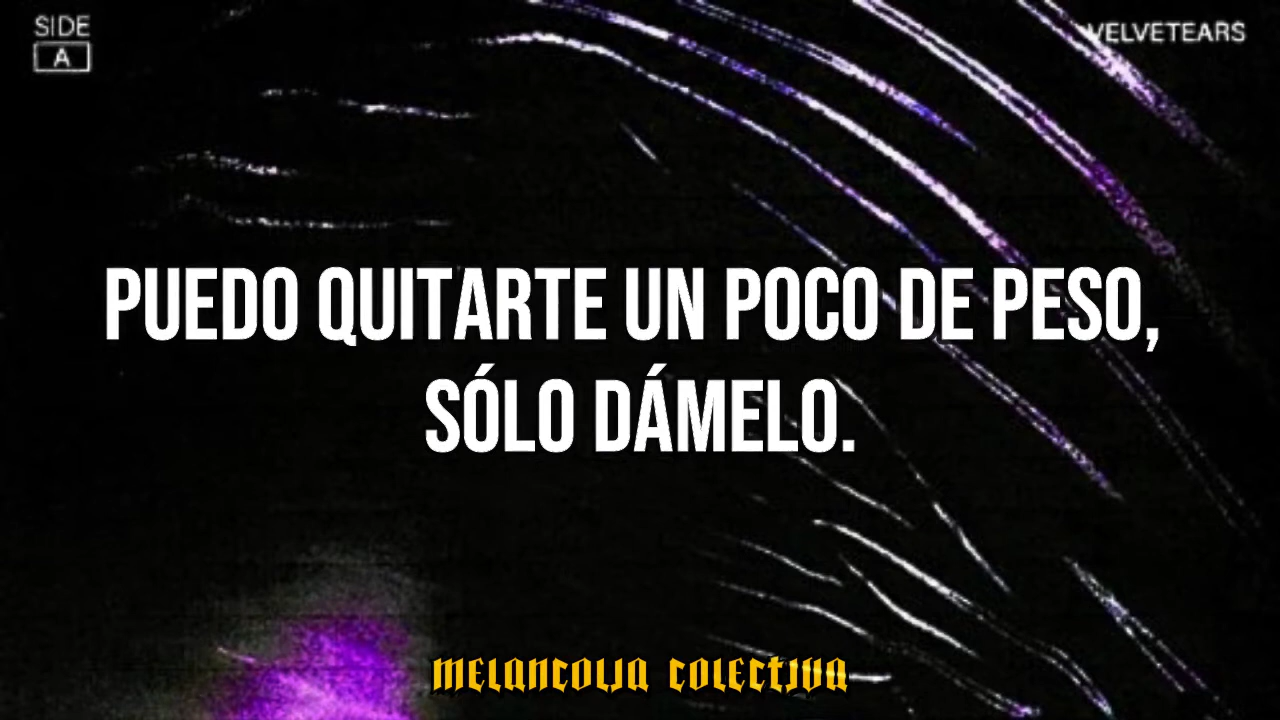 SIDE
A
VELVETEARS
PUEDO QUITARTE UN POCO DE PESO,
SÓLO DÁMELO.
MELANCOLIA COLECTIVA